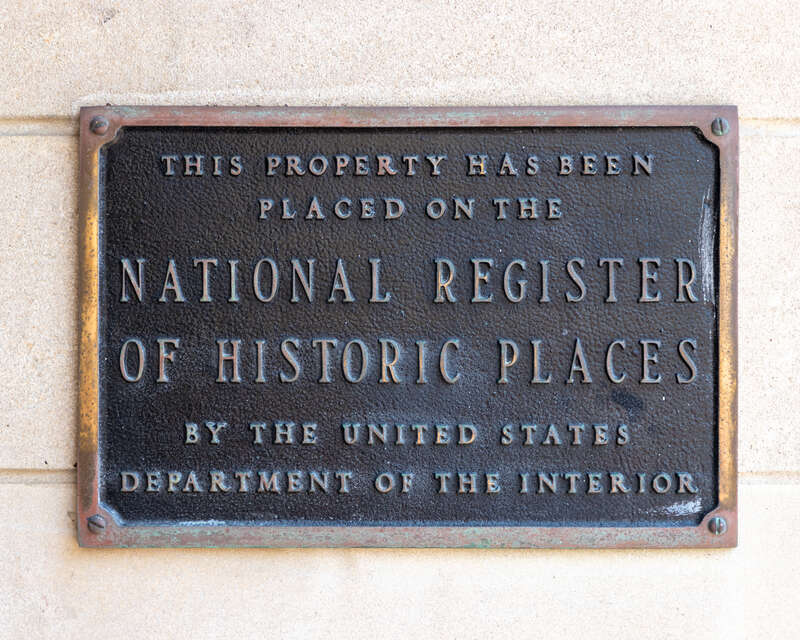 THIS PROPERTY HAS BEEN
PLACED ON THE
NATIONAL REGISTER
OF HISTORIC PLACES
BY THE UNITED STATES
DEPARTMENT OF THE INTERIOR